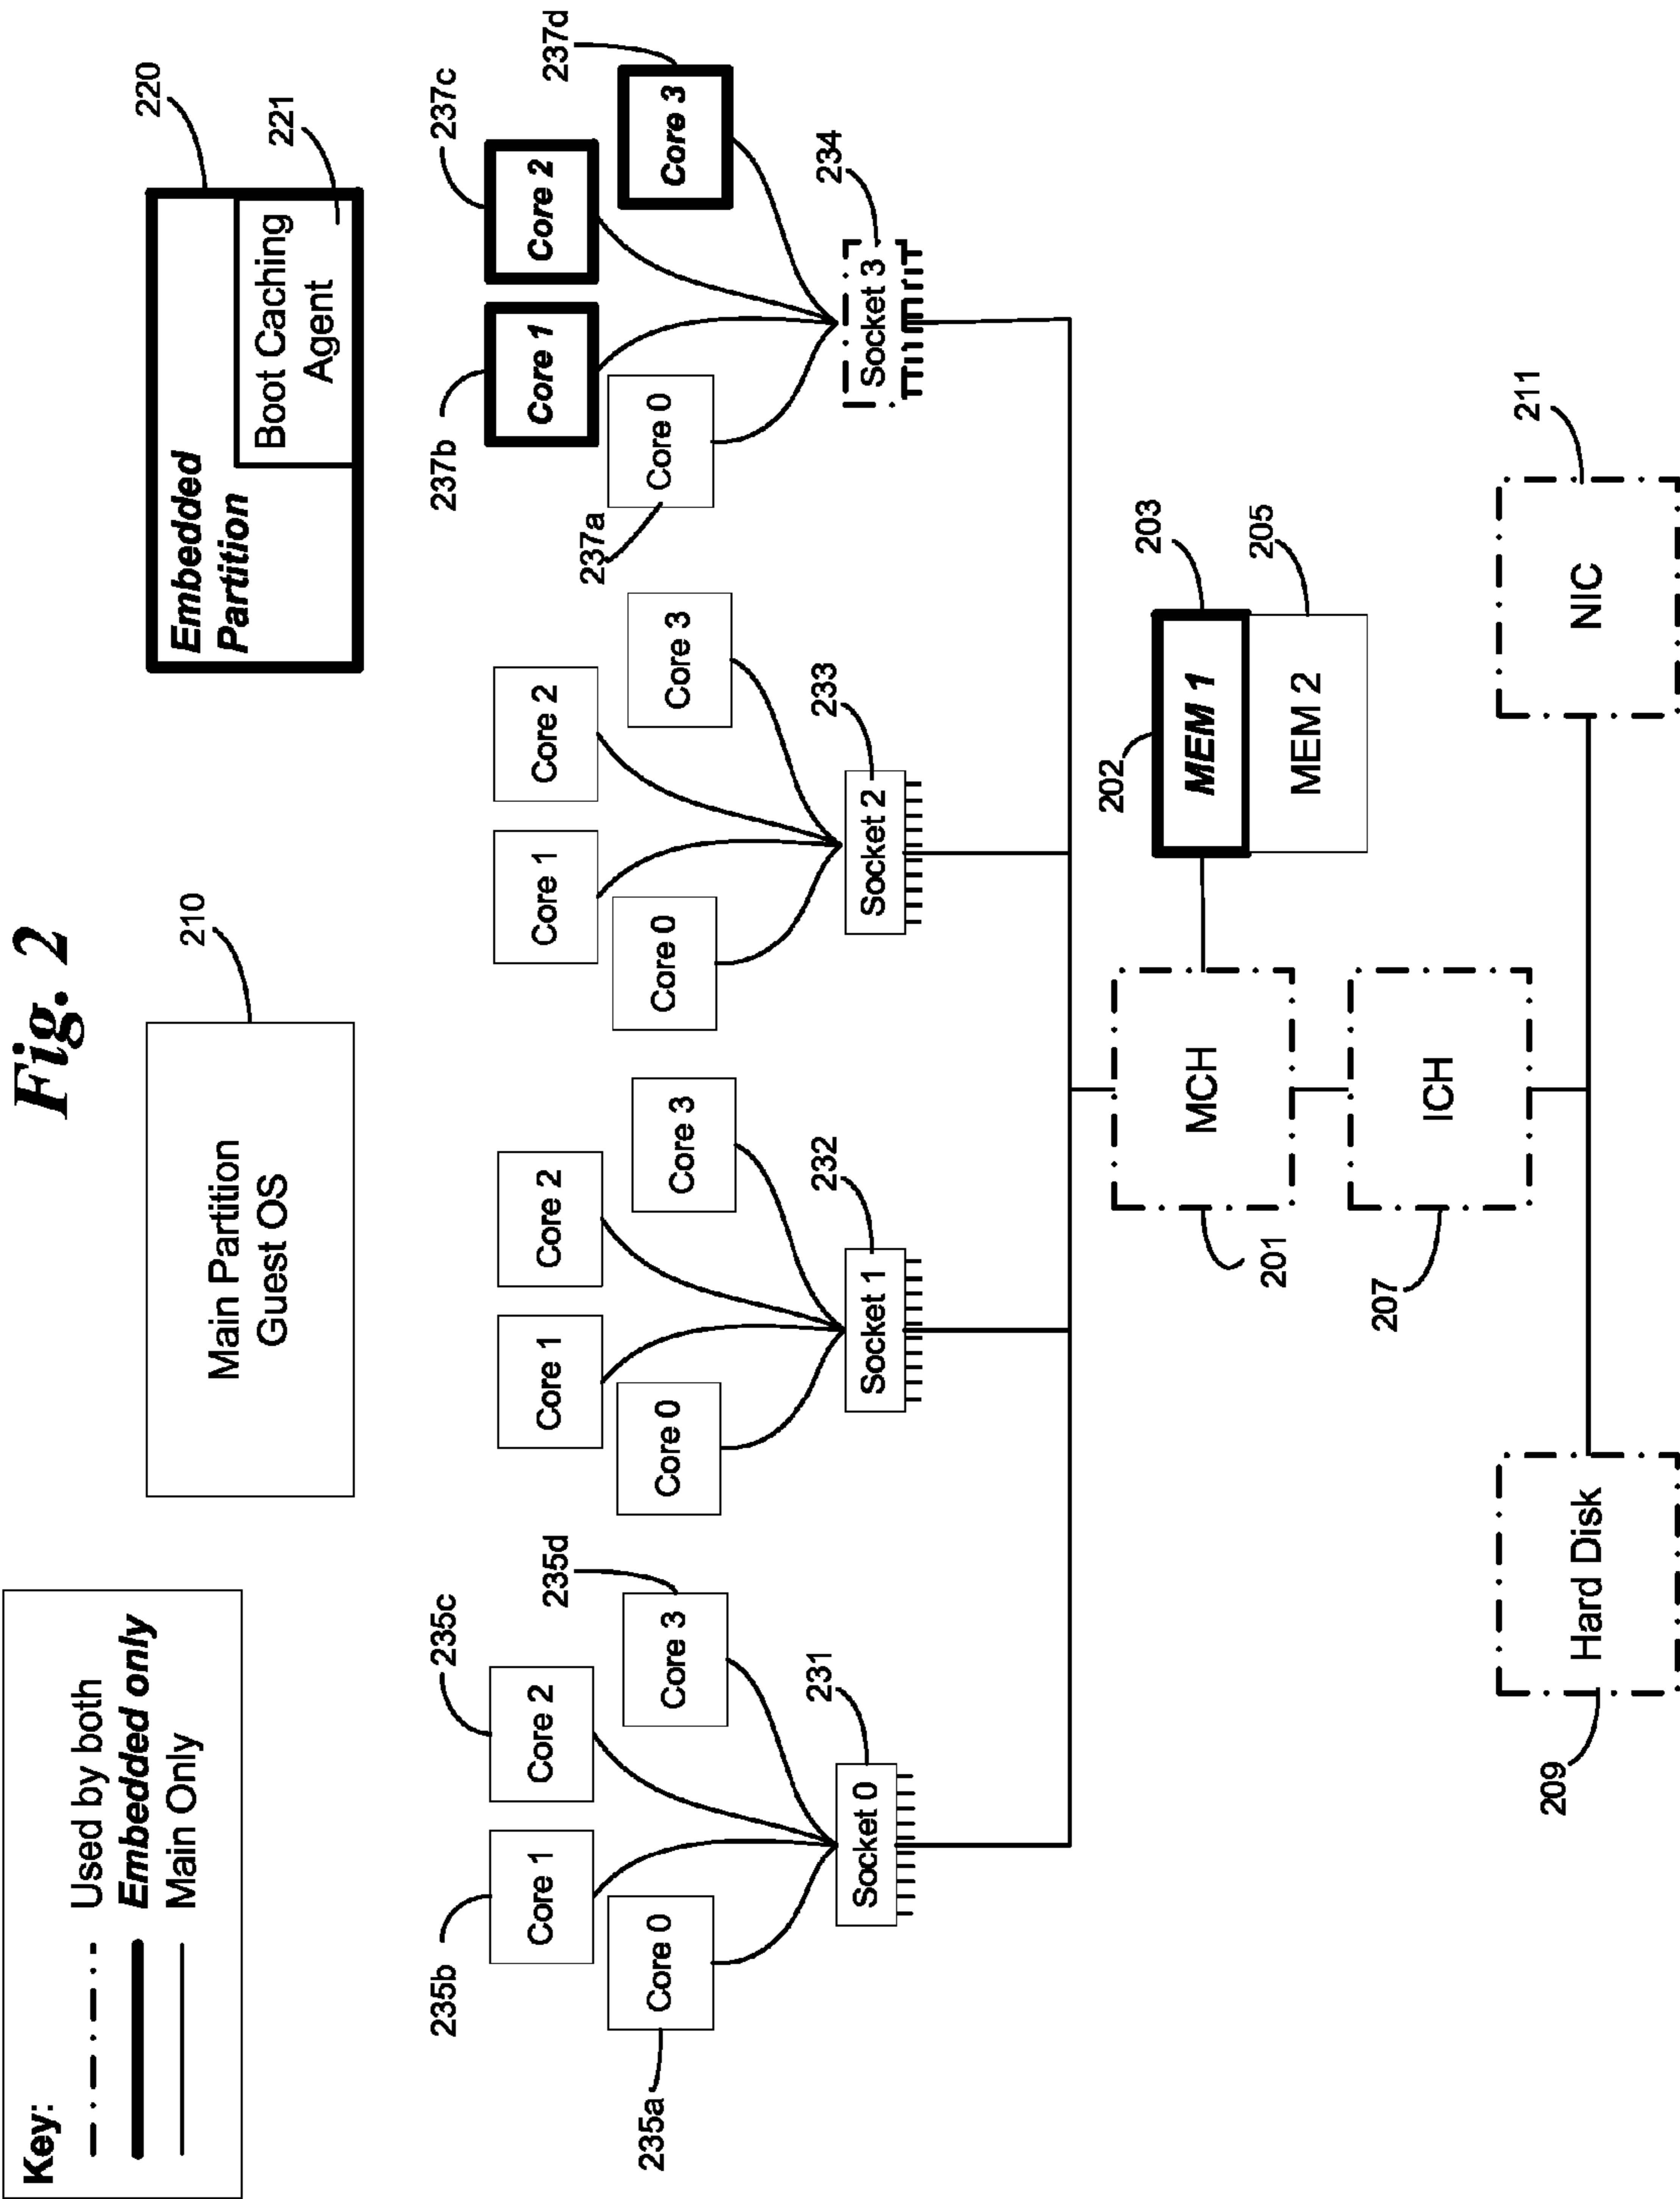 Fig. 2
Key:
Used by both
Embedded only
Main Only
Main Partition
Guest OS
210
Embedded
Partition
Boot Caching
Agent
220
221
235a
Core 0
235b
Core 1
235c
Core 2
235d
Core 3
Socket 0
231
Core 0
Core 1
Core 2
Core 3
Socket 1
232
Core 0
Core 1
Core 2
Core 3
Socket 2
233
237a
Core 0
237b
Core 1
237c
Core 2
237d
Core 3
Socket 3
234
MCH
201
202
MEM 1
203
MEM 2
205
ICH
207
Hard Disk
209
NIC
211